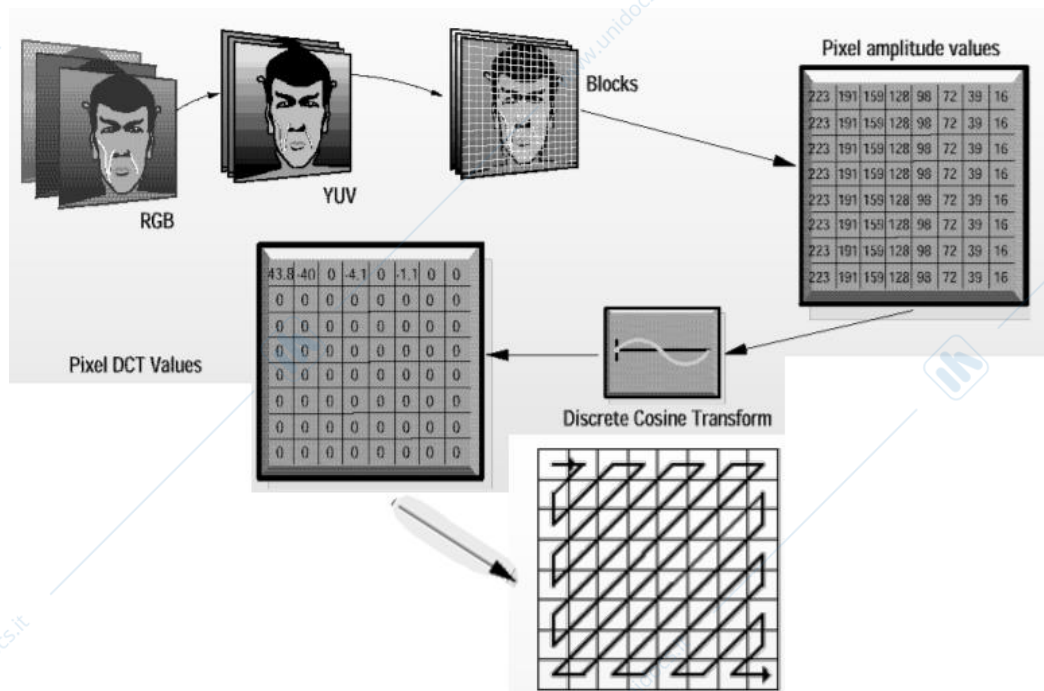 RGB
YUV
Blocks
Pixel amplitude values
223 191 159 128 98 72 39 16
223 191 159 128 98 72 39 16
223 191 159 128 98 72 39 16
223 191 159 128 98 72 39 16
223 191 159 128 98 72 39 16
223 191 159 128 98 72 39 16
223 191 159 128 98 72 39 16
223 191 159 128 98 72 39 16
Discrete Cosine Transform
Pixel DCT Values
43.8 -40 0 -4.1 0 -1.1 0 0
0 0 0 0 0 0 0 0
0 0 0 0 0 0 0 0
0 0 0 0 0 0 0 0
0 0 0 0 0 0 0 0
0 0 0 0 0 0 0 0
0 0 0 0 0 0 0 0
0 0 0 0 0 0 0 0